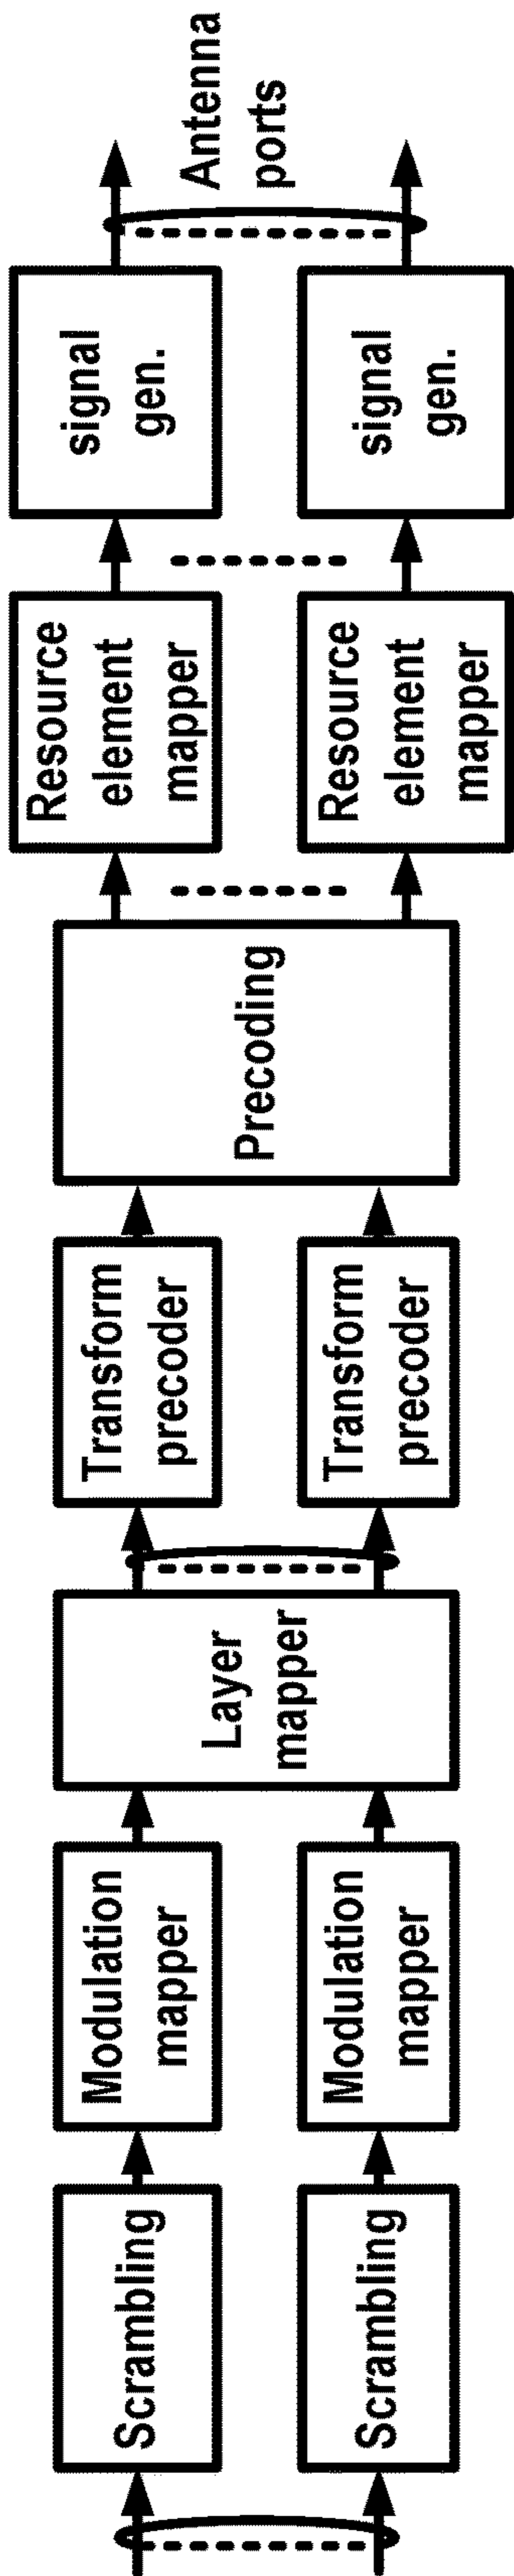 Scrambling
Scrambling
Modulation
mapper
Modulation
mapper
Layer
mapper
Transform
precoder
Transform
precoder
Precoding
Resource
element
mapper
Resource
element
mapper
signal
gen.
signal
gen.
Antenna
ports